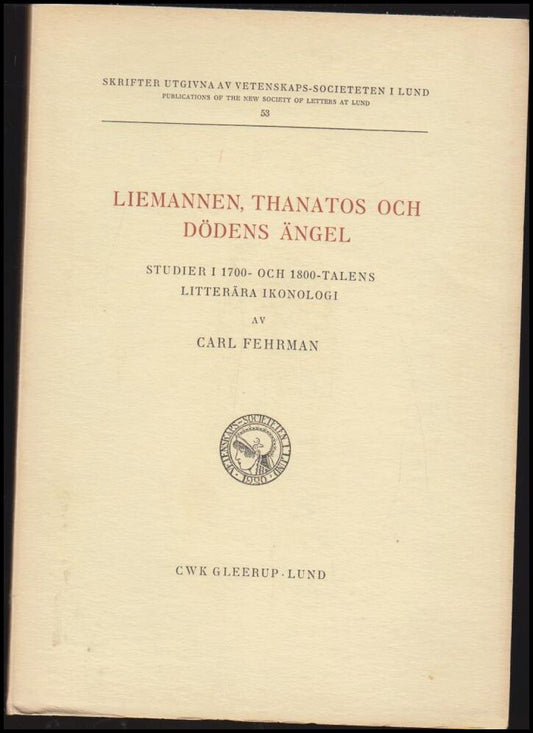 SKRIFTER UTGIVNA AV VETENSKAPS-SOCIETETEN I LUND
PUBLICATIONS OF THE NEW SOCIETY OF LETTERS AT LUND
53
LIEMANNEN, THANATOS OCH
DÖDENS ÄNGEL
STUDIER I 1700- OCH 1800-TALENS
LITTERÄRA IKONOLOGI
AV
CARL FEHRMAN
VETENSKAPS-SOCIETETEN I LUND
CWK GLEERUP · LUND